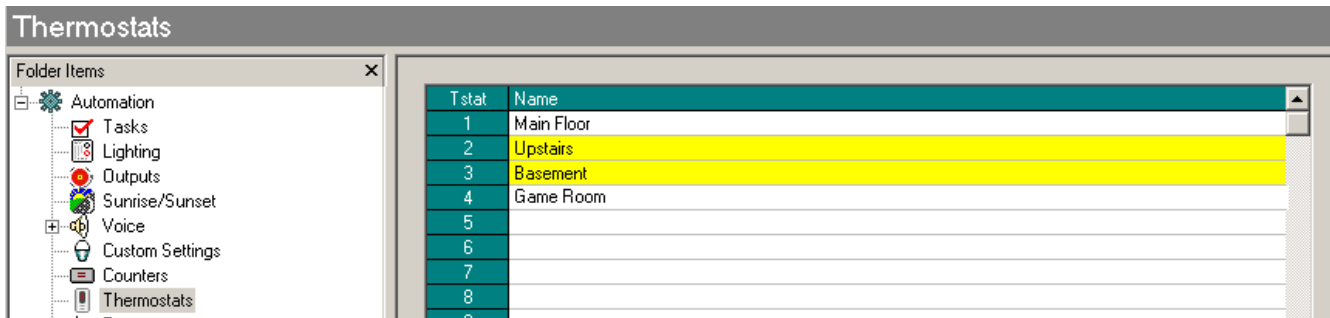 Thermostats
Folder Items
Automation
Tasks
Lighting
Outputs
Sunrise/Sunset
Voice
Custom Settings
Counters
Thermostats
Tstat Name
1 Main Floor
2 Upstairs
3 Basement
4 Game Room
5
6
7
8